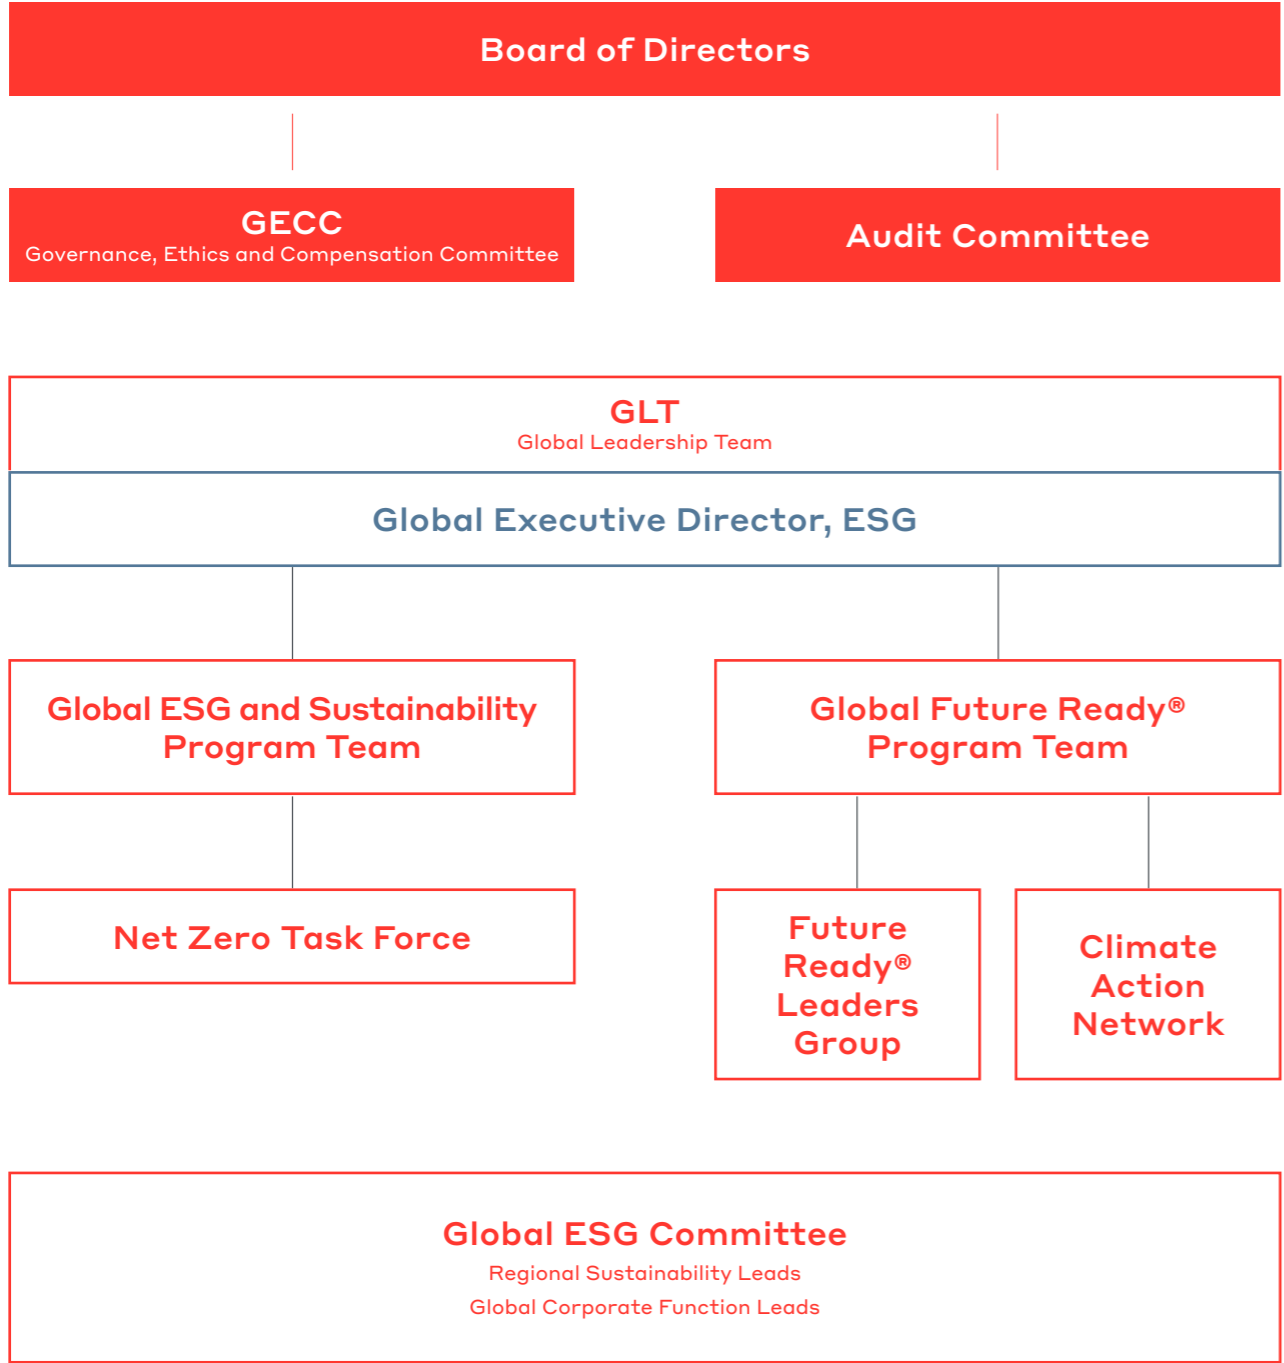 Board of Directors
GECC
Governance, Ethics and Compensation Committee
Audit Committee
GLT
Global Leadership Team
Global Executive Director, ESG
Global ESG and Sustainability
Program Team
Global Future Ready®
Program Team
Net Zero Task Force
Future
Ready®
Leaders
Group
Climate
Action
Network
Global ESG Committee
Regional Sustainability Leads
Global Corporate Function Leads